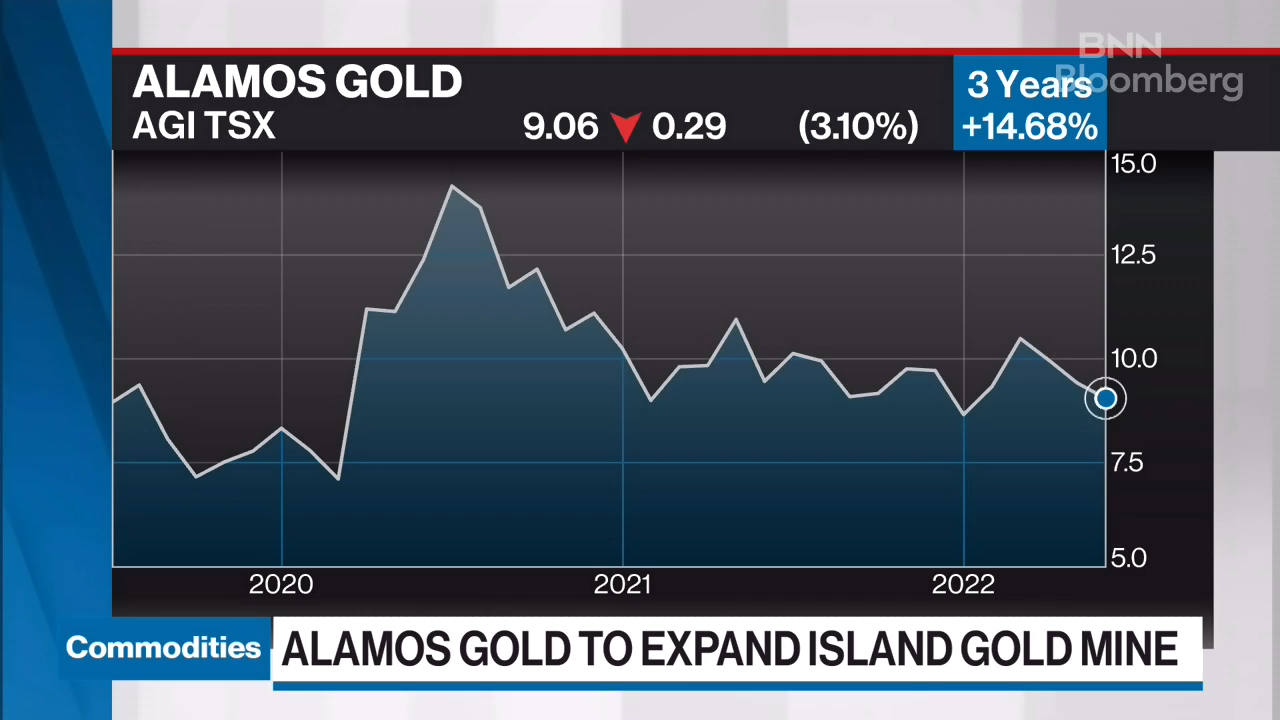 BNN
Bloomberg
ALAMOS GOLD
AGI TSX
9.06 ▼ 0.29 (3.10%)
3 Years
+14.68%
15.0
12.5
10.0
7.5
5.0
2020 2021 2022
Commodities
ALAMOS GOLD TO EXPAND ISLAND GOLD MINE